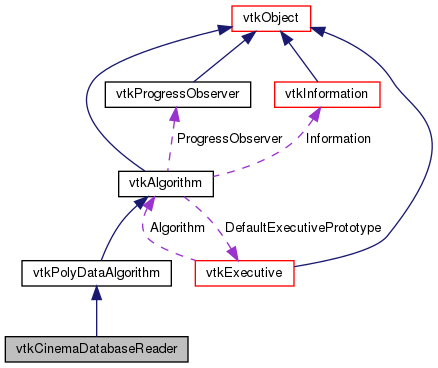 vtkObject
vtkProgressObserver
vtkInformation
ProgressObserver
Information
vtkAlgorithm
Algorithm
DefaultExecutivePrototype
vtkPolyDataAlgorithm
vtkExecutive
vtkCinemaDatabaseReader